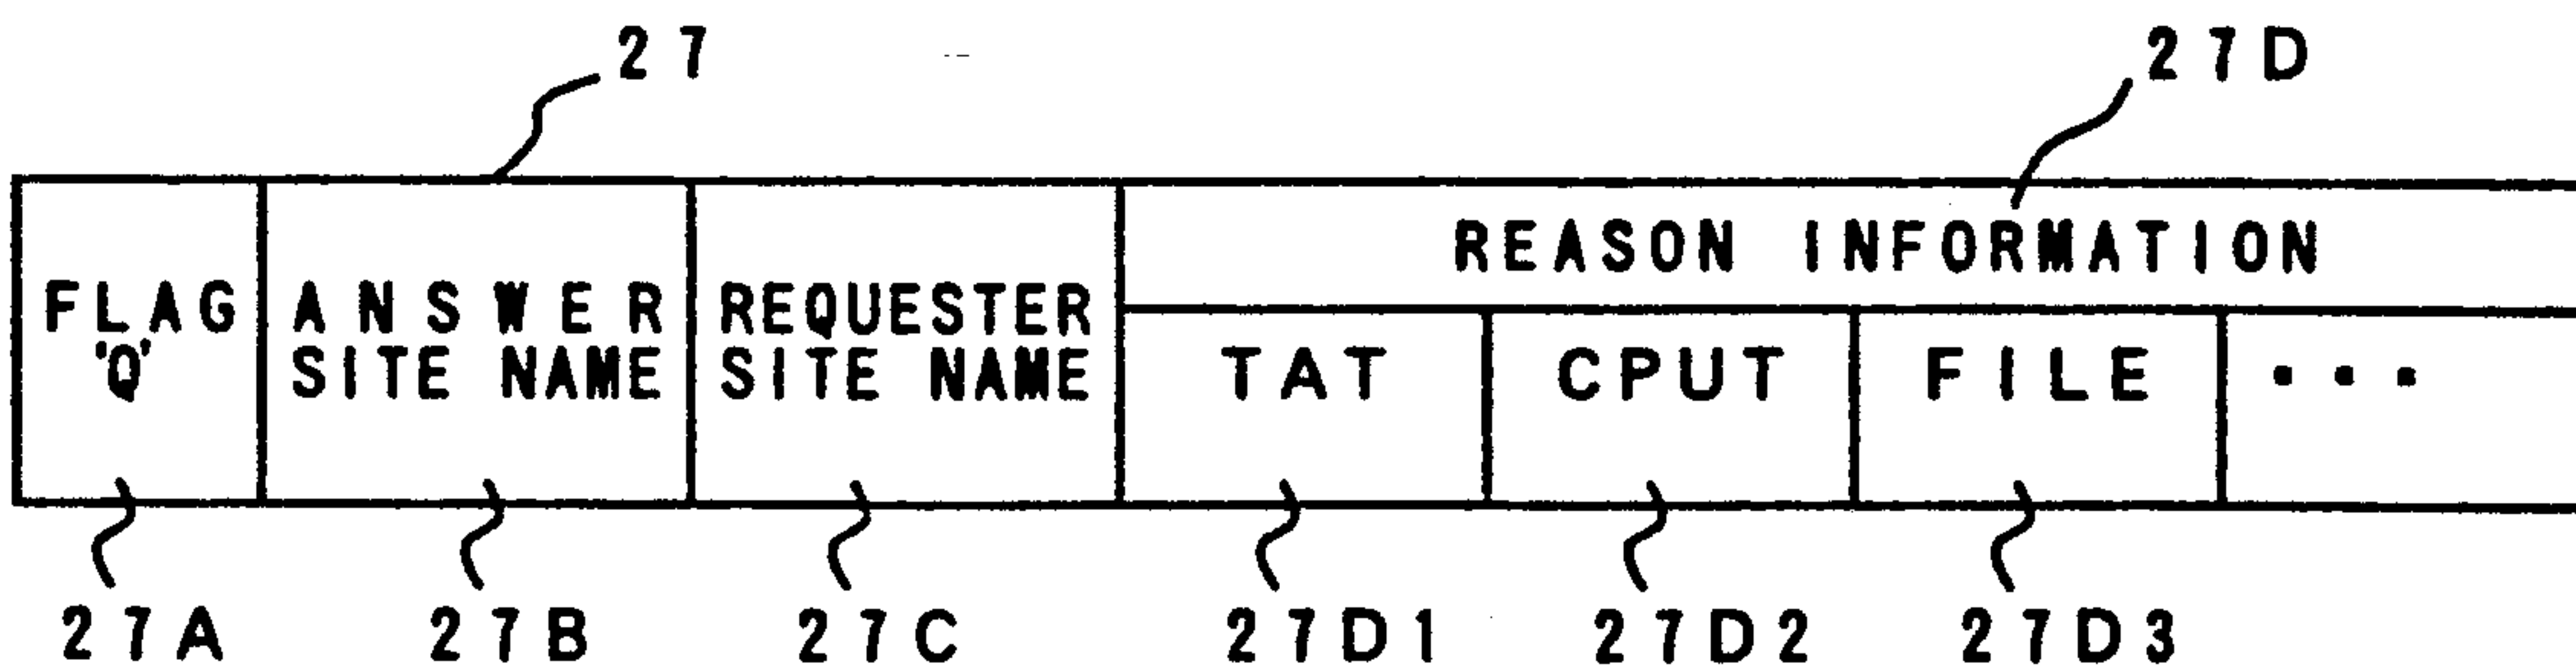 27
27D
REASON INFORMATION
FLAG
'Q'
ANSWER
SITE NAME
REQUESTER
SITE NAME
TAT
CPUT
FILE
...
27A
27B
27C
27D1
27D2
27D3